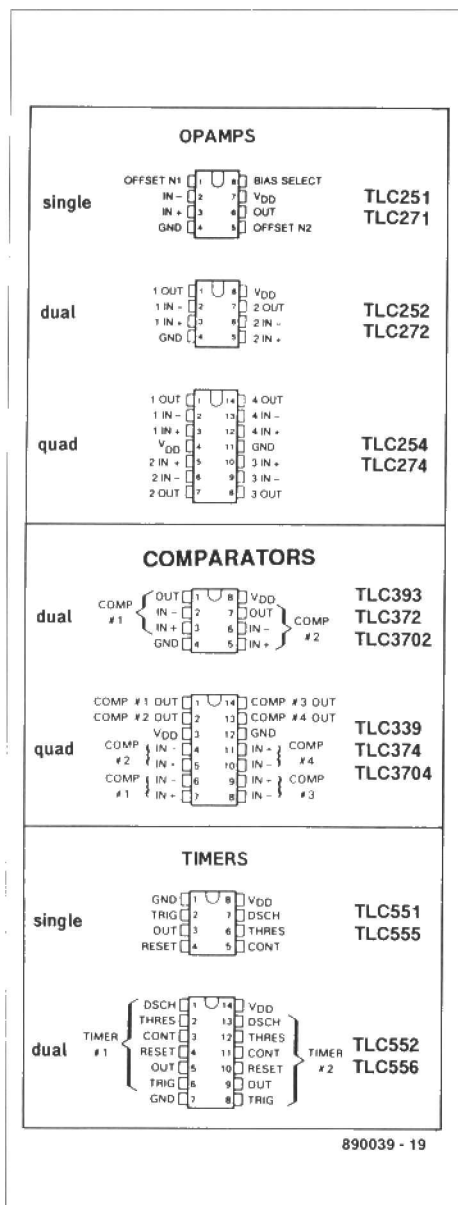 OPAMPS
single
OFFSET N1 1 8 BIAS SELECT
IN - 2 7 VDD
IN + 3 6 OUT
GND 4 5 OFFSET N2
TLC251
TLC271
dual
1 OUT 1 8 VDD
1 IN - 2 7 2 OUT
1 IN + 3 6 2 IN -
GND 4 5 2 IN +
TLC252
TLC272
quad
1 OUT 1 14 4 OUT
1 IN - 2 13 4 IN -
1 IN + 3 12 4 IN +
VDD 4 11 GND
2 IN + 5 10 3 IN +
2 IN - 6 9 3 IN -
2 OUT 7 8 3 OUT
TLC254
TLC274
COMPARATORS
dual
COMP #1
OUT 1 8 VDD
IN - 2 7 OUT
IN + 3 6 IN -
GND 4 5 IN +
COMP #2
TLC393
TLC372
TLC3702
quad
COMP #1 OUT 1 14 COMP #3 OUT
COMP #2 OUT 2 13 COMP #4 OUT
VDD 3 12 GND
COMP #2 IN - 4 11 IN + COMP #4
IN + 5 10 IN -
COMP #1 IN - 6 9 IN + COMP #3
IN + 7 8 IN -
TLC339
TLC374
TLC3704
TIMERS
single
GND 1 8 VDD
TRIG 2 7 DSCH
OUT 3 6 THRES
RESET 4 5 CONT
TLC551
TLC555
dual
TIMER #1
DSCH 1 14 VDD
THRES 2 13 DSCH
CONT 3 12 THRES
RESET 4 11 CONT
OUT 5 10 RESET
TRIG 6 9 OUT
GND 7 8 TRIG
TIMER #2
TLC552
TLC556
890039 - 19